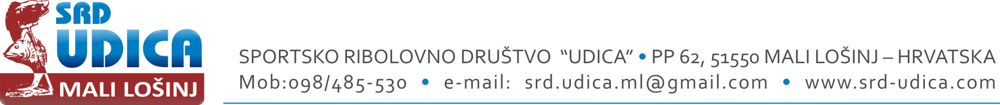 SRD
UDICA
MALI LOŠINJ
SPORTSKO RIBOLOVNO DRUŠTVO “UDICA” • PP 62, 51550 MALI LOŠINJ – HRVATSKA
Mob:098/485-530 • e-mail: srd.udica.ml@gmail.com • www.srd-udica.com